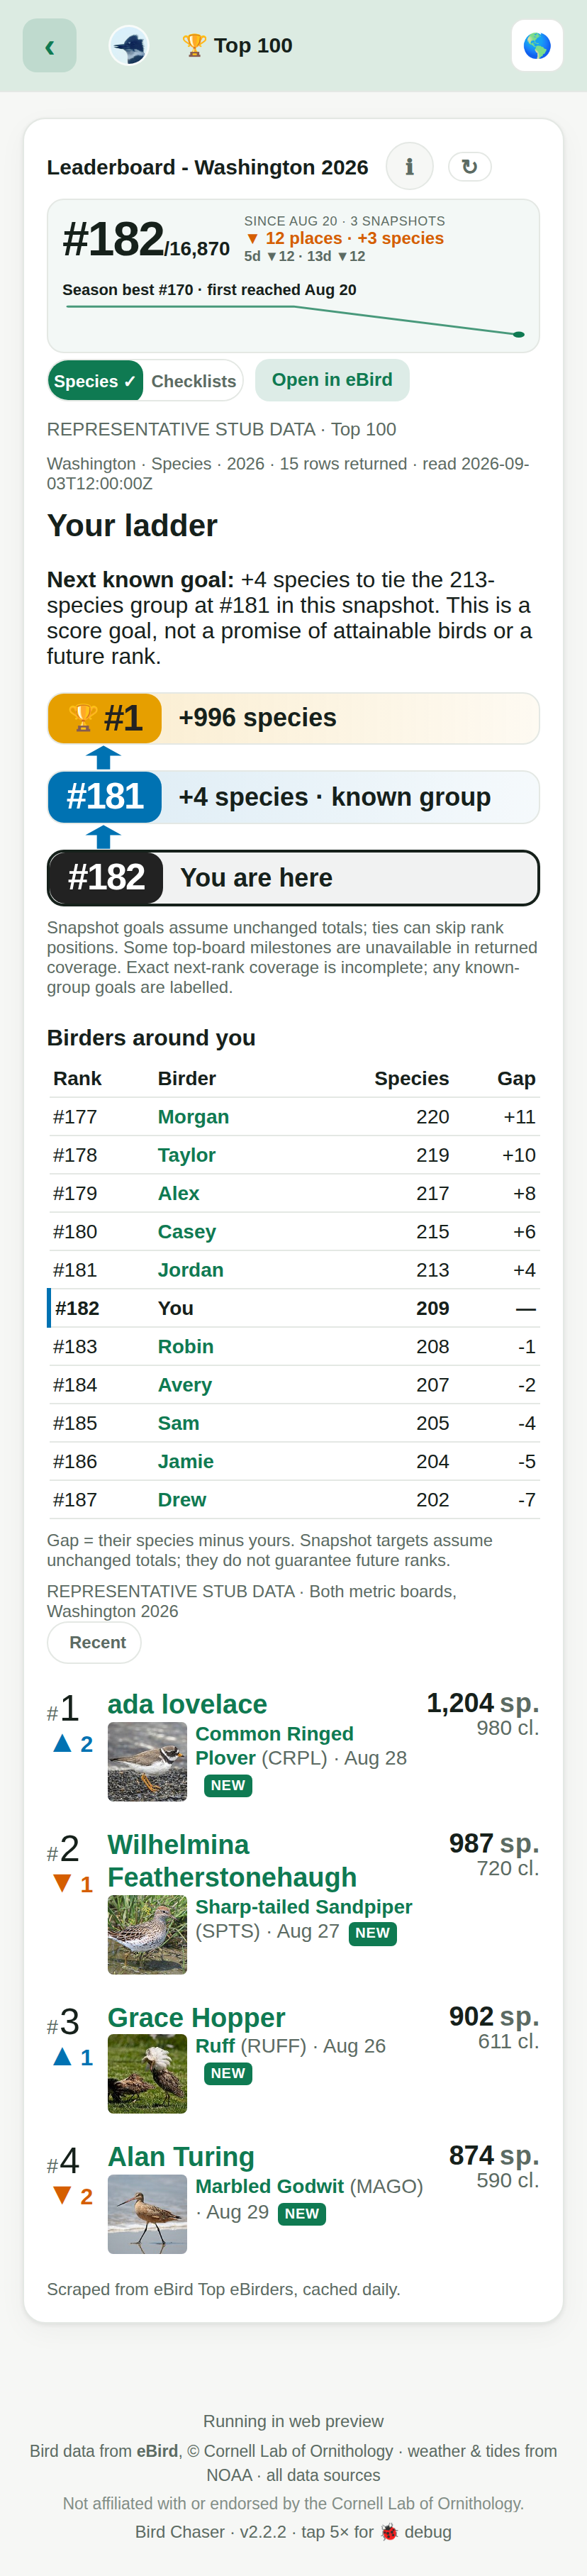 ‹ 🏆 Top 100 🌎
Leaderboard - Washington 2026 ℹ ↻
#182/16,870
SINCE AUG 20 · 3 SNAPSHOTS
▼ 12 places · +3 species
5d ▼12 · 13d ▼12
Season best #170 · first reached Aug 20
Species ✓ Checklists Open in eBird
REPRESENTATIVE STUB DATA · Top 100
Washington · Species · 2026 · 15 rows returned · read 2026-09-
03T12:00:00Z
Your ladder
Next known goal: +4 species to tie the 213-
species group at #181 in this snapshot. This is a
score goal, not a promise of attainable birds or a
future rank.
🏆 #1 +996 species
#181 +4 species · known group
#182 You are here
Snapshot goals assume unchanged totals; ties can skip rank
positions. Some top-board milestones are unavailable in returned
coverage. Exact next-rank coverage is incomplete; any known-
group goals are labelled.
Birders around you
Rank Birder Species Gap
#177 Morgan 220 +11
#178 Taylor 219 +10
#179 Alex 217 +8
#180 Casey 215 +6
#181 Jordan 213 +4
#182 You 209 —
#183 Robin 208 -1
#184 Avery 207 -2
#185 Sam 205 -4
#186 Jamie 204 -5
#187 Drew 202 -7
Gap = their species minus yours. Snapshot targets assume
unchanged totals; they do not guarantee future ranks.
REPRESENTATIVE STUB DATA · Both metric boards,
Washington 2026
Recent
#1 ada lovelace 1,204 sp.
▲ 2 980 cl.
Common Ringed
Plover (CRPL) · Aug 28
NEW
#2 Wilhelmina 987 sp.
▼ 1 Featherstonehaugh 720 cl.
Sharp-tailed Sandpiper
(SPTS) · Aug 27 NEW
#3 Grace Hopper 902 sp.
▲ 1 Ruff (RUFF) · Aug 26 611 cl.
NEW
#4 Alan Turing 874 sp.
▼ 2 Marbled Godwit (MAGO) 590 cl.
· Aug 29 NEW
Scraped from eBird Top eBirders, cached daily.
Running in web preview
Bird data from eBird, © Cornell Lab of Ornithology · weather & tides from
NOAA · all data sources
Not affiliated with or endorsed by the Cornell Lab of Ornithology.
Bird Chaser · v2.2.2 · tap 5× for 🐞 debug